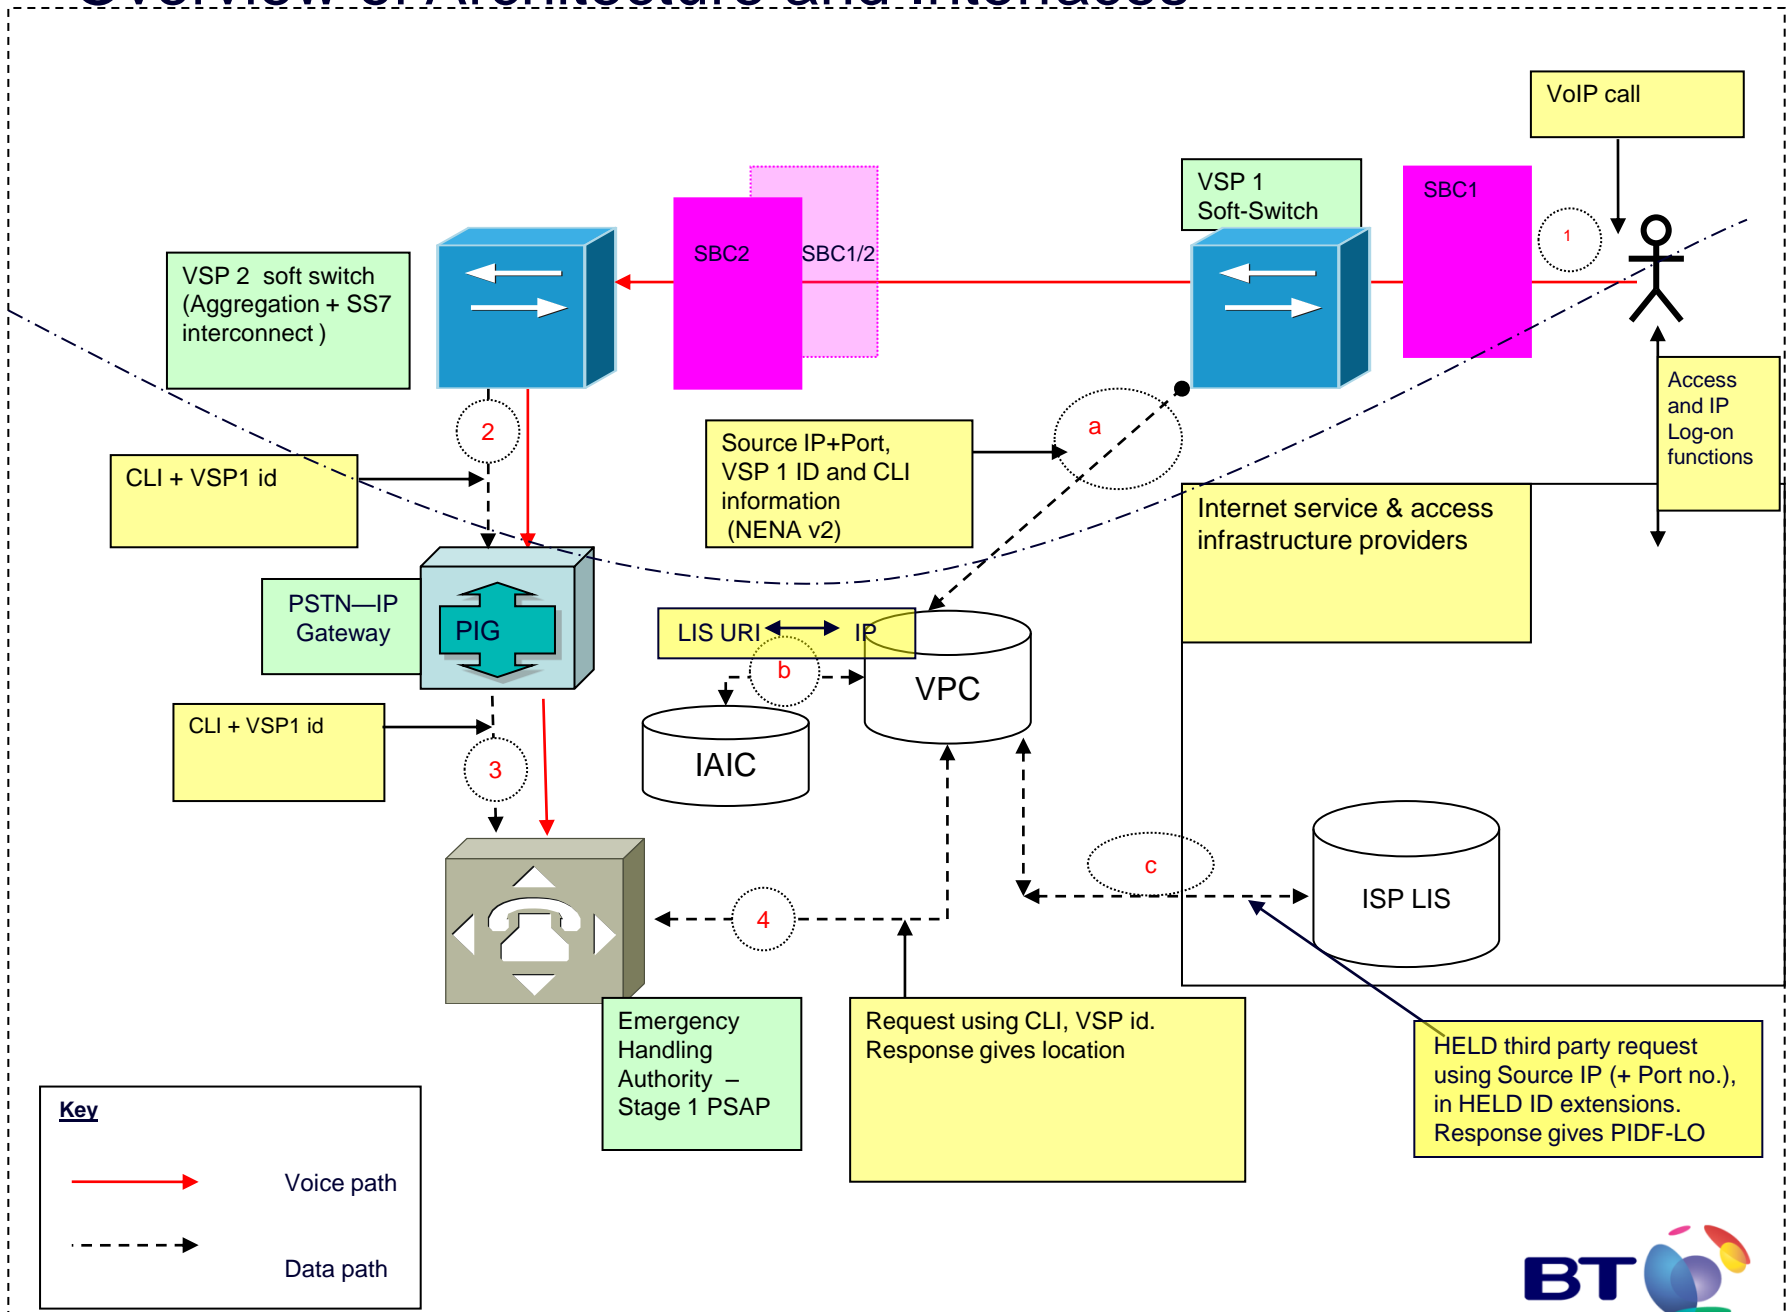 Overview of Architecture and Interfaces
VoIP call
VSP 1
Soft-Switch
SBC1
1
SBC2
SBC1/2
VSP 2 soft switch
(Aggregation + SS7
interconnect )
Access
and IP
Log-on
functions
2
a
Source IP+Port,
VSP 1 ID and CLI
information
(NENA v2)
CLI + VSP1 id
Internet service & access
infrastructure providers
PSTN—IP
Gateway
PIG
LIS URI
IP
b
VPC
CLI + VSP1 id
3
IAIC
c
ISP LIS
4
Emergency
Handling
Authority –
Stage 1 PSAP
Request using CLI, VSP id.
Response gives location
HELD third party request
using Source IP (+ Port no.),
in HELD ID extensions.
Response gives PIDF-LO
Key
Voice path
Data path
BT